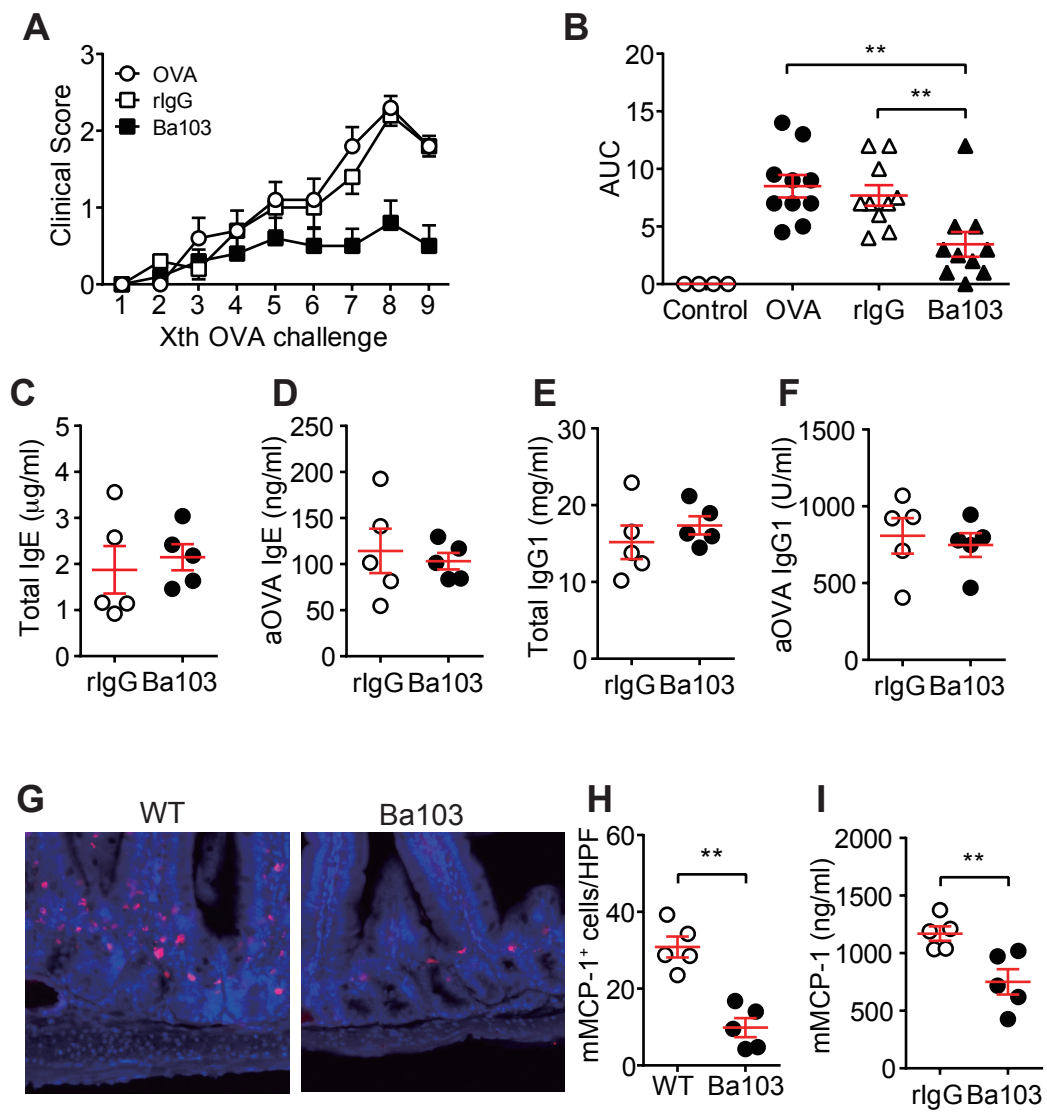 A
3
2
1
0
Clinical Score
OVA
rIgG
Ba103
1 2 3 4 5 6 7 8 9
Xth OVA challenge
B
20
15
10
5
0
AUC
**
**
Control OVA rIgG Ba103
C
5
4
3
2
1
0
Total IgE (μg/ml)
rIgG Ba103
D
250
200
150
100
50
0
aOVA IgE (ng/ml)
rIgG Ba103
E
30
20
10
0
Total IgG1 (mg/ml)
rIgG Ba103
F
1500
1000
500
0
aOVA IgG1 (U/ml)
rIgG Ba103
G
WT
Ba103
H
60
40
20
0
mMCP-1⁺ cells/HPF
**
WT Ba103
I
2000
1500
1000
500
0
mMCP-1 (ng/ml)
**
rIgG Ba103